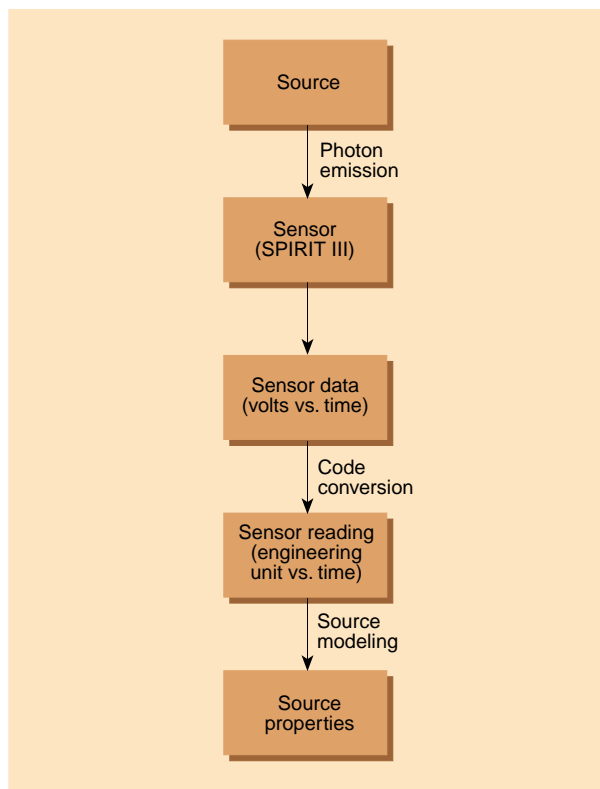 Source
Photon
emission
Sensor
(SPIRIT III)
Sensor data
(volts vs. time)
Code
conversion
Sensor reading
(engineering
unit vs. time)
Source
modeling
Source
properties